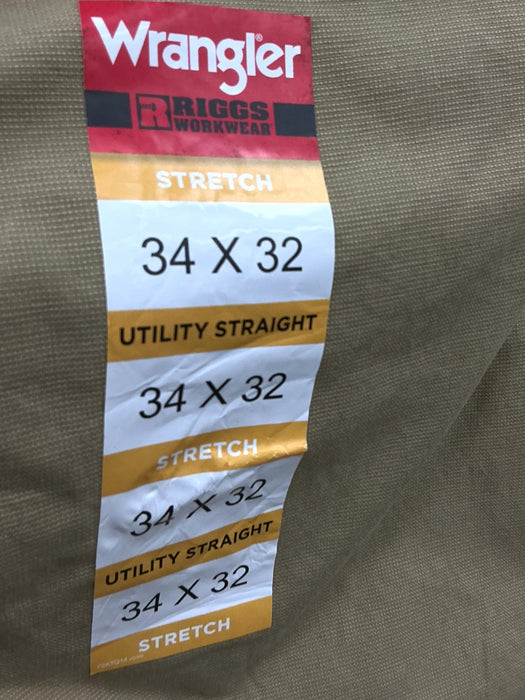 Wrangler®
R RIGGS
WORKWEAR
STRETCH
34 X 32
UTILITY STRAIGHT
34 X 32
STRETCH
34 X 32
UTILITY STRAIGHT
34 X 32
STRETCH